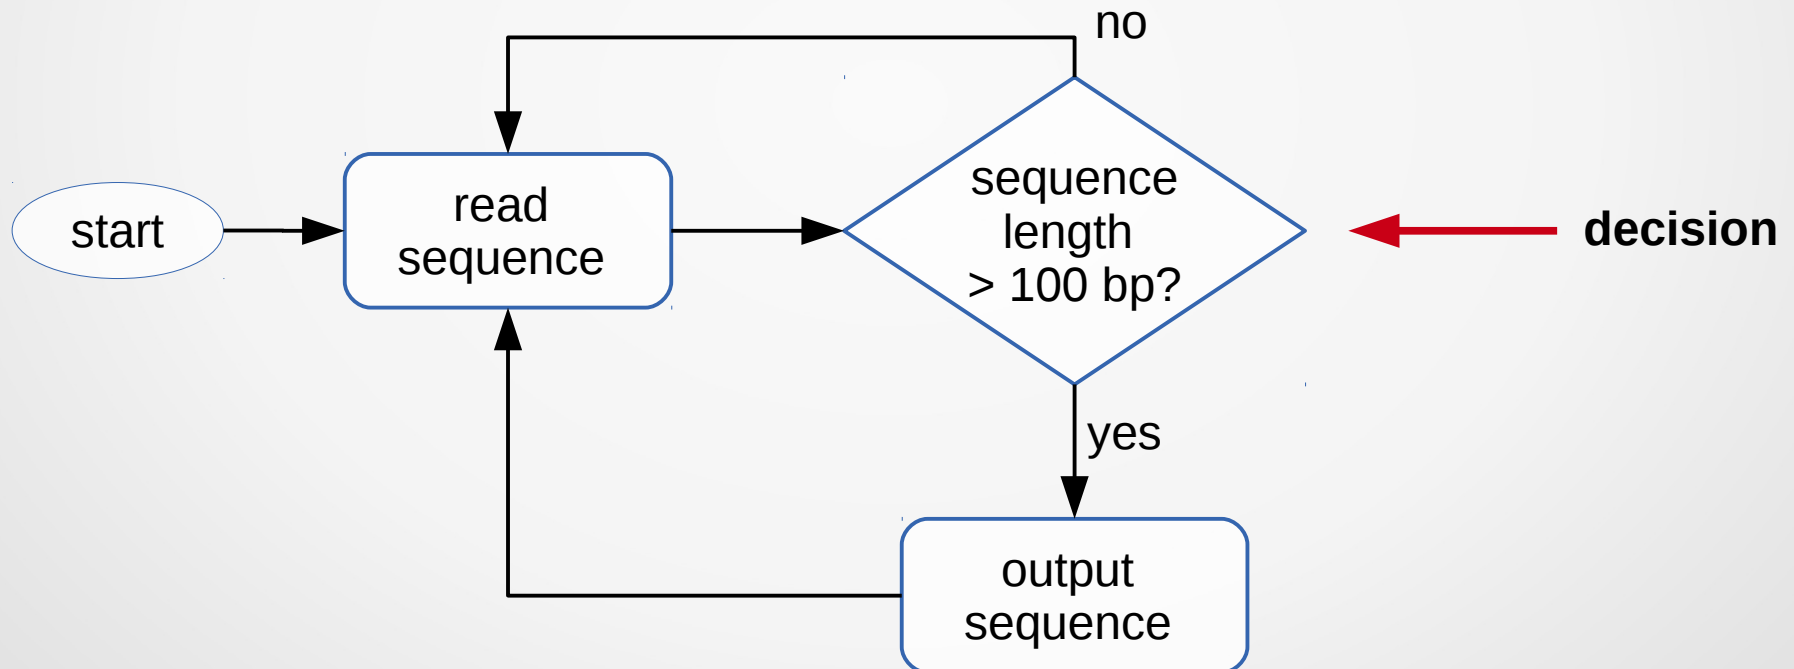 no
start
read
sequence
sequence
length
> 100 bp?
decision
yes
output
sequence